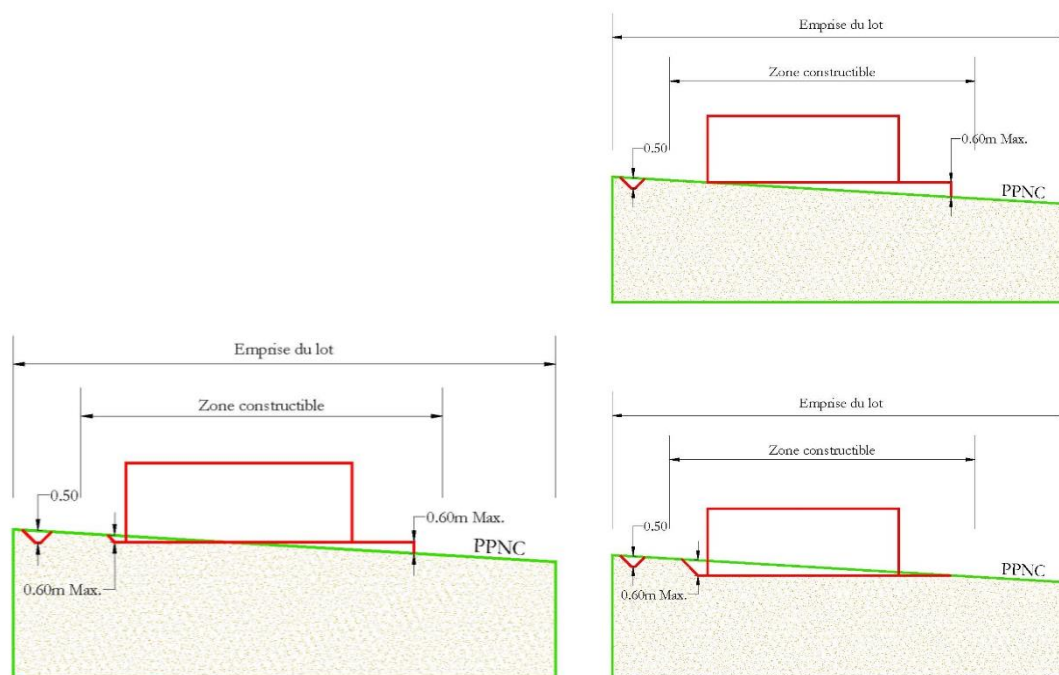 Emprise du lot
Zone constructible
0.60m Max.
0.50
PPNC
Emprise du lot
Zone constructible
0.50
0.60m Max.
PPNC
0.60m Max.
Emprise du lot
Zone constructible
0.50
PPNC
0.60m Max.